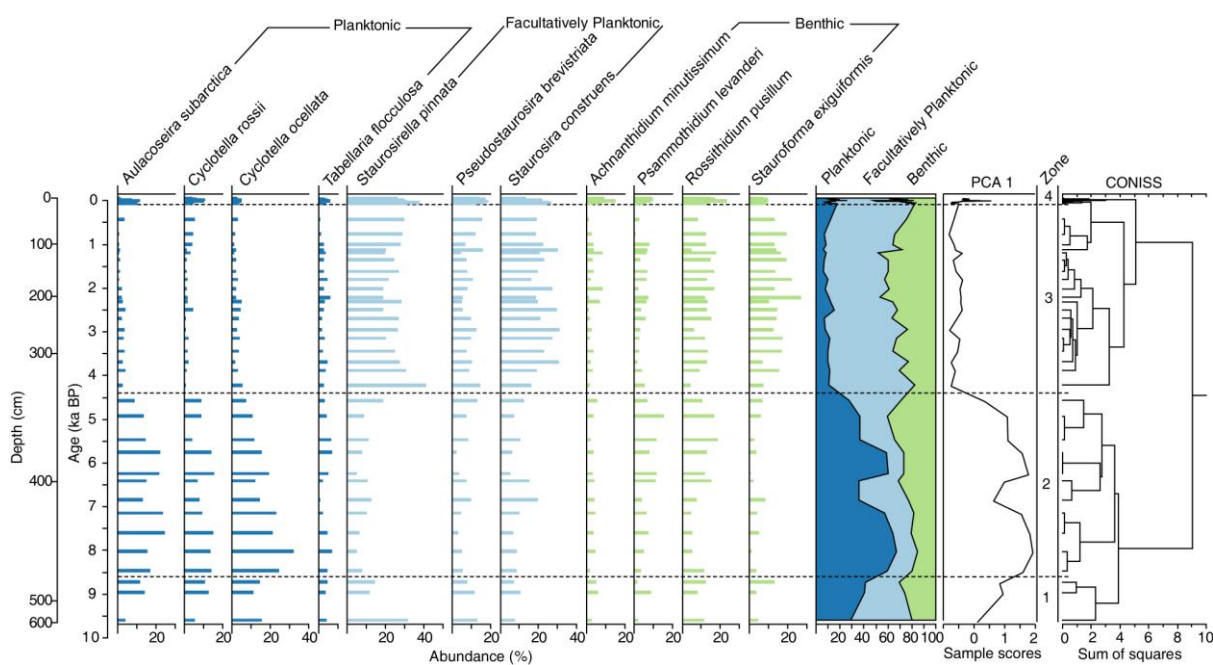 Planktonic
Facultatively Planktonic
Benthic
Aulacoseira subarctica
Cyclotella rossii
Cyclotella ocellata
Tabellaria flocculosa
Staurosirella pinnata
Pseudostaurosira brevistriata
Staurosira construens
Achnanthidium minutissimum
Psammothidium levanderi
Rossithidium pusillum
Stauroforma exiguiformis
Planktonic
Facultatively Planktonic
Benthic
PCA 1
Zone
CONISS
Depth (cm)
0
100
200
300
400
500
600
Age (ka BP)
0
1
2
3
4
5
6
7
8
9
10
4
3
2
1
20
20
20
20 40
20
20
20
20
20
20
20 40 60 80 100
0 1 2
0 2 4 6 8 10
Abundance (%)
Sample scores
Sum of squares